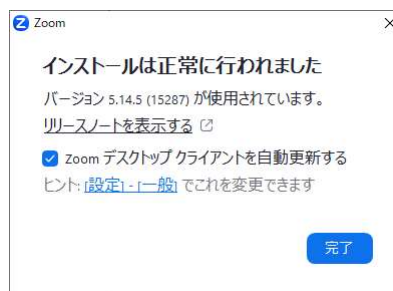 Zoom
インストールは正常に行われました
バージョン 5.14.5 (15287) が使用されています。
リリースノートを表示する
Zoom デスクトップ クライアントを自動更新する
ヒント: [設定] - [一般] でこれを変更できます
完了